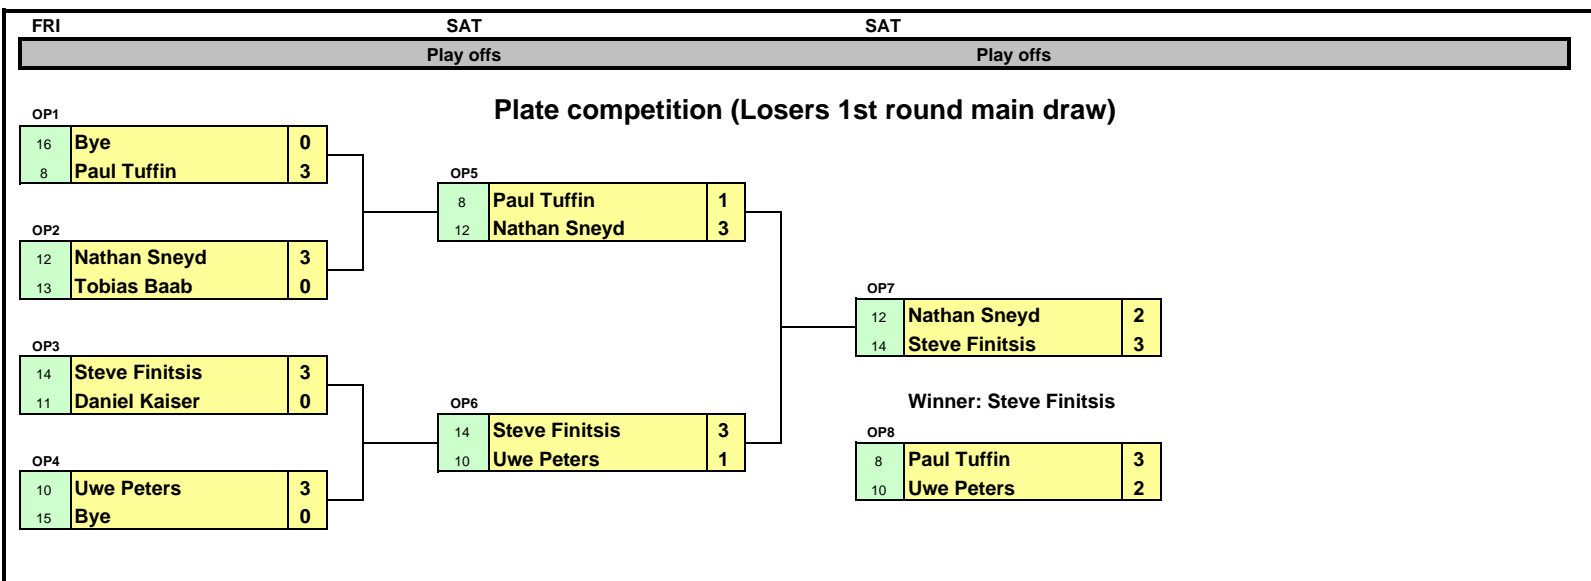 FRI SAT SAT
Play offs Play offs
Plate competition (Losers 1st round main draw)
OP1
16 Bye 0
8 Paul Tuffin 3
OP2
12 Nathan Sneyd 3
13 Tobias Baab 0
OP3
14 Steve Finitsis 3
11 Daniel Kaiser 0
OP4
10 Uwe Peters 3
15 Bye 0
OP5
8 Paul Tuffin 1
12 Nathan Sneyd 3
OP6
14 Steve Finitsis 3
10 Uwe Peters 1
OP7
12 Nathan Sneyd 2
14 Steve Finitsis 3
Winner: Steve Finitsis
OP8
8 Paul Tuffin 3
10 Uwe Peters 2